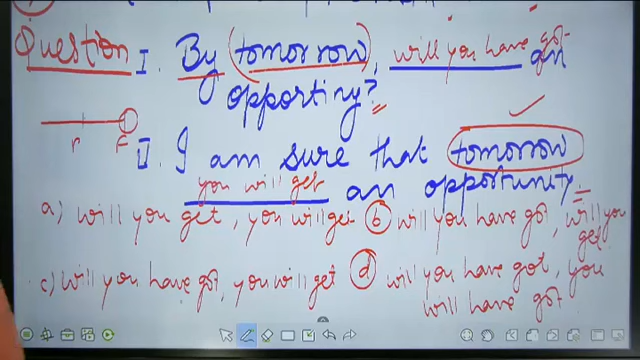 Question I. By (tomorrow), will you have got an
opportiny?
r F
II. I am sure that tomorrow
you will get an opportunity
a) will you get, you will get b will you have got, will you get
c) will you have got, you will get d will you have got, you
will have got